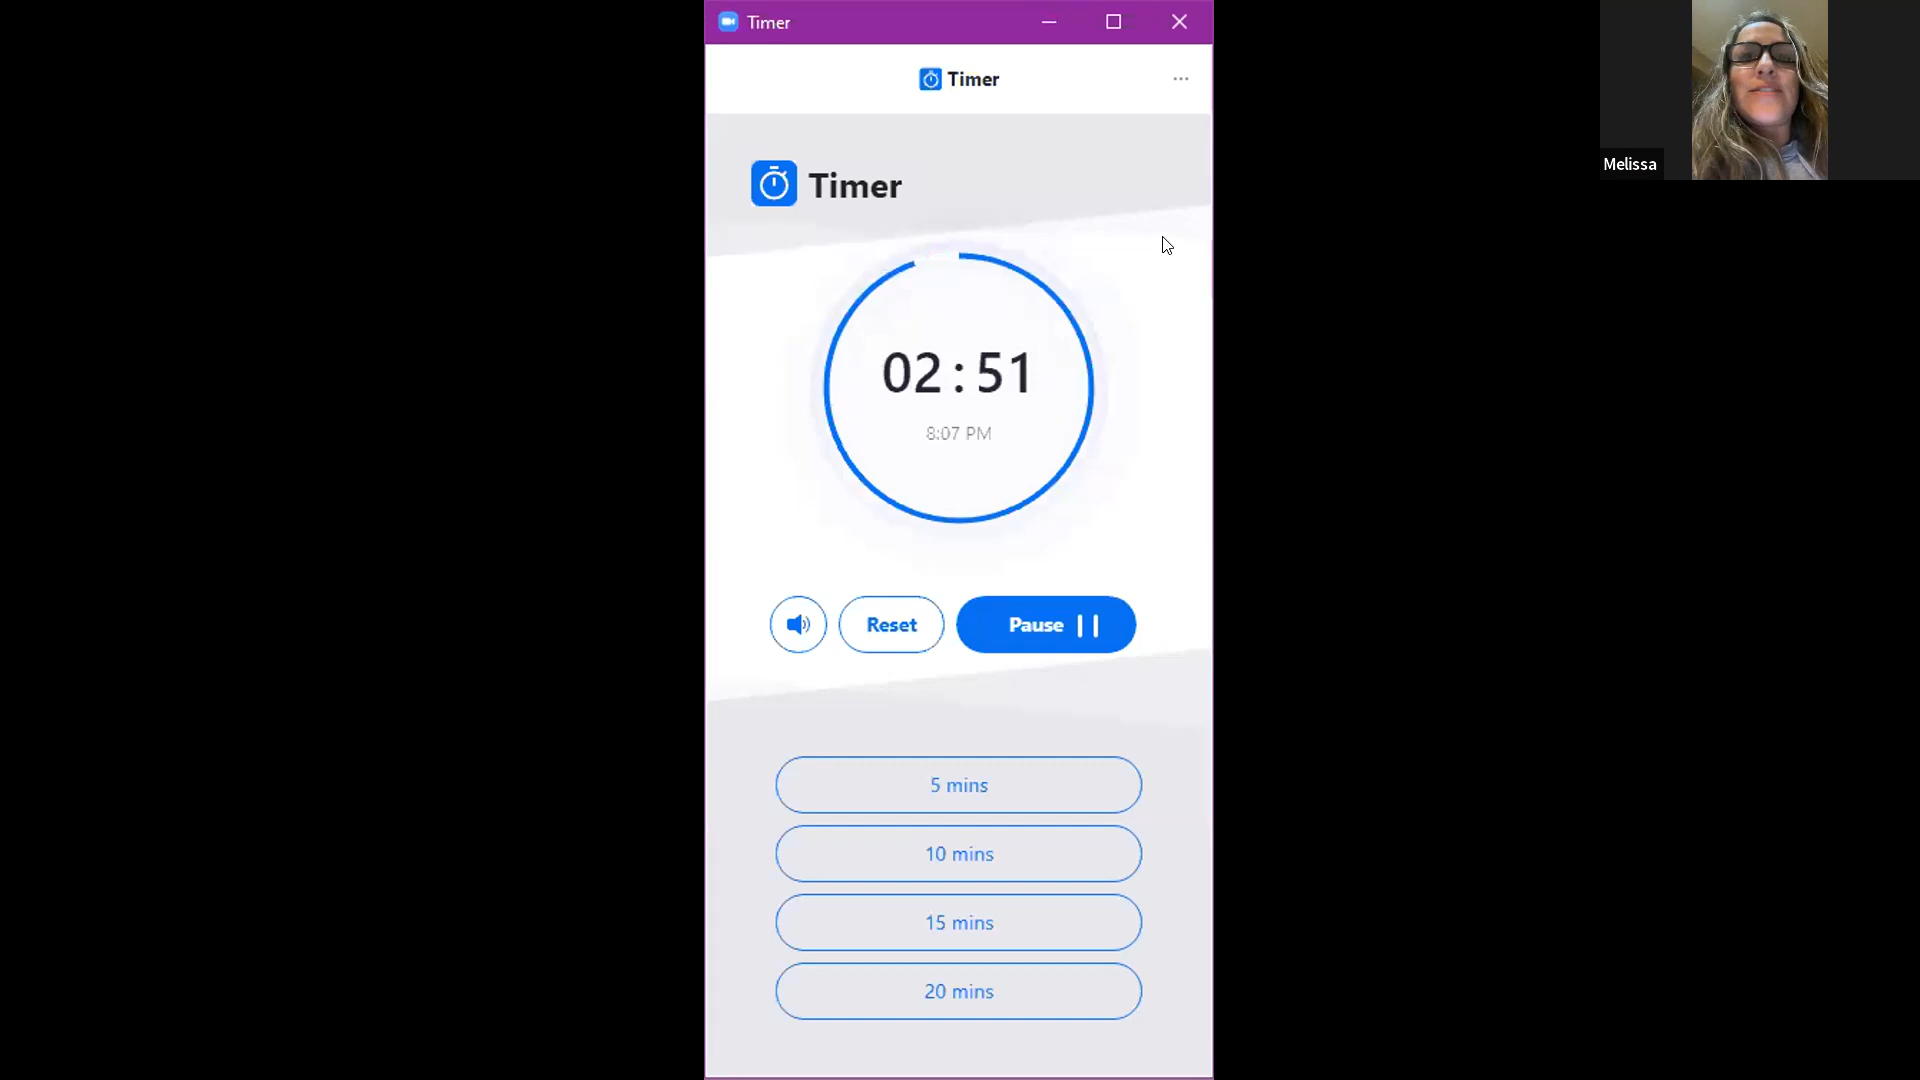 Timer
Timer
Timer
02:51
8:07 PM
Reset
Pause
5 mins
10 mins
15 mins
20 mins
Melissa